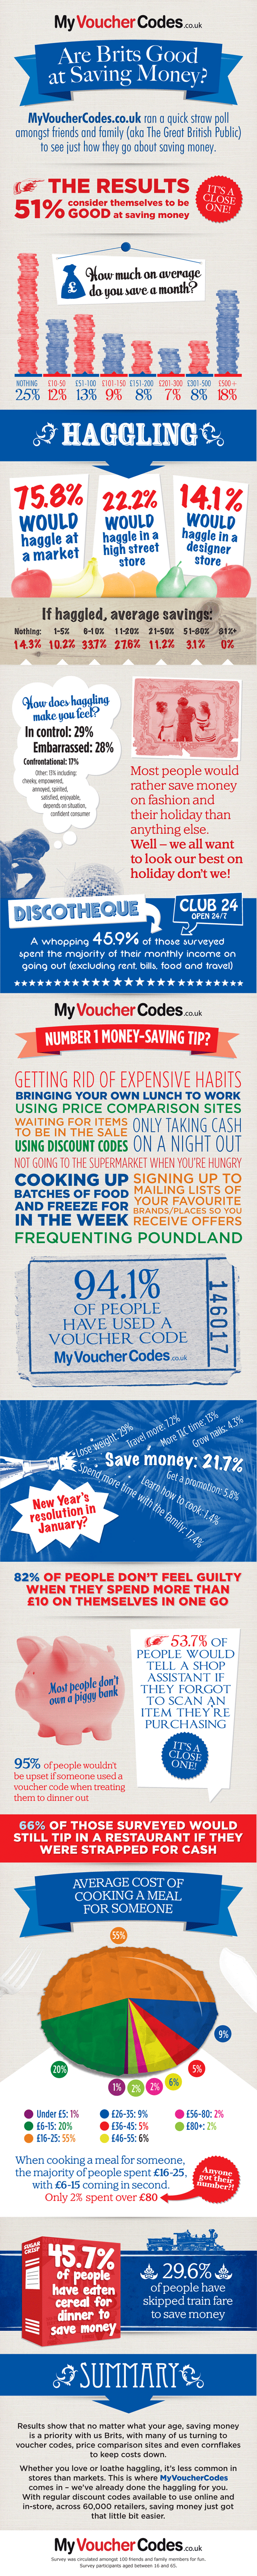 My Voucher Codes.co.uk
Are Brits Good
at Saving Money?
MyVoucherCodes.co.uk ran a quick straw poll
amongst friends and family (aka The Great British Public)
to see just how they go about saving money.
THE RESULTS
51% consider themselves to be
GOOD at saving money
IT'S A
CLOSE
ONE!
How much on average
do you save a month?
£
NOTHING £10-50 £51-100 £101-150 £151-200 £201-300 £301-500 £500+
25% 12% 13% 9% 8% 7% 8% 18%
HAGGLING
75.8%
WOULD
haggle at
a market
22.2%
WOULD
haggle in a
high street
store
14.1%
WOULD
haggle in a
designer
store
If haggled, average savings:
Nothing: 1-5% 6-10% 11-20% 21-50% 51-80% 81%+
14.3% 10.2% 33.7% 27.6% 11.2% 3.1% 0%
How does haggling
make you feel?
In control: 29%
Embarrassed: 28%
Confrontational: 17%
Other: 13% including:
cheeky, empowered,
annoyed, spirited,
satisfied, enjoyable,
depends on situation,
confident consumer
Most people would
rather save money
on fashion and
their holiday than
anything else.
Well – we all want
to look our best on
holiday don't we!
DISCOTHEQUE
CLUB 24
OPEN 24/7
A whopping 45.9% of those surveyed
spent the majority of their monthly income on
going out (excluding rent, bills, food and travel)
My Voucher Codes.co.uk
NUMBER 1 MONEY-SAVING TIP?
GETTING RID OF EXPENSIVE HABITS
BRINGING YOUR OWN LUNCH TO WORK
USING PRICE COMPARISON SITES
WAITING FOR ITEMS
TO BE IN THE SALE
USING DISCOUNT CODES
ONLY TAKING CASH
ON A NIGHT OUT
NOT GOING TO THE SUPERMARKET WHEN YOU'RE HUNGRY
COOKING UP
BATCHES OF FOOD
AND FREEZE FOR
IN THE WEEK
SIGNING UP TO
MAILING LISTS OF
YOUR FAVOURITE
BRANDS/PLACES SO YOU
RECEIVE OFFERS
FREQUENTING POUNDLAND
94.1%
OF PEOPLE
HAVE USED A
VOUCHER CODE
My Voucher Codes.co.uk
146017
Lose weight: 29%
Travel more: 7.2%
More TLC time: 13%
Grow nails: 4.3%
Save money: 21.7%
Get a promotion: 5.8%
Learn how to cook: 1.4%
Spend more time with the family: 17.4%
New Year's
resolution in
January?
82% OF PEOPLE DON'T FEEL GUILTY
WHEN THEY SPEND MORE THAN
£10 ON THEMSELVES IN ONE GO
Most people don't
own a piggy bank
53.7% OF
PEOPLE WOULD
TELL A SHOP
ASSISTANT IF
THEY FORGOT
TO SCAN AN
ITEM THEY'RE
PURCHASING
IT'S A
CLOSE
ONE!
95% of people wouldn't
be upset if someone used a
voucher code when treating
them to dinner out
66% OF THOSE SURVEYED WOULD
STILL TIP IN A RESTAURANT IF THEY
WERE STRAPPED FOR CASH
AVERAGE COST OF
COOKING A MEAL
FOR SOMEONE
55%
9%
20%
5%
1%
2%
2%
6%
Under £5: 1% £26-35: 9% £56-80: 2%
£6-15: 20% £36-45: 5% £80+: 2%
£16-25: 55% £46-55: 6%
When cooking a meal for someone,
the majority of people spent £16-25,
with £6-15 coming in second.
Only 2% spent over £80
Anyone
got their
number?!
SUGAR
CRISP
45.7%
of people
have eaten
cereal for
dinner to
save money
29.6%
of people have
skipped train fare
to save money
SUMMARY
Results show that no matter what your age, saving money
is a priority with us Brits, with many of us turning to
voucher codes, price comparison sites and even cornflakes
to keep costs down.
Whether you love or loathe haggling, it's less common in
stores than markets. This is where MyVoucherCodes
comes in – we've already done the haggling for you.
With regular discount codes available to use online and
in-store, across 60,000 retailers, saving money just got
that little bit easier.
My Voucher Codes.co.uk
Survey was circulated amongst 100 friends and family members for fun.
Survey participants aged between 16 and 65.